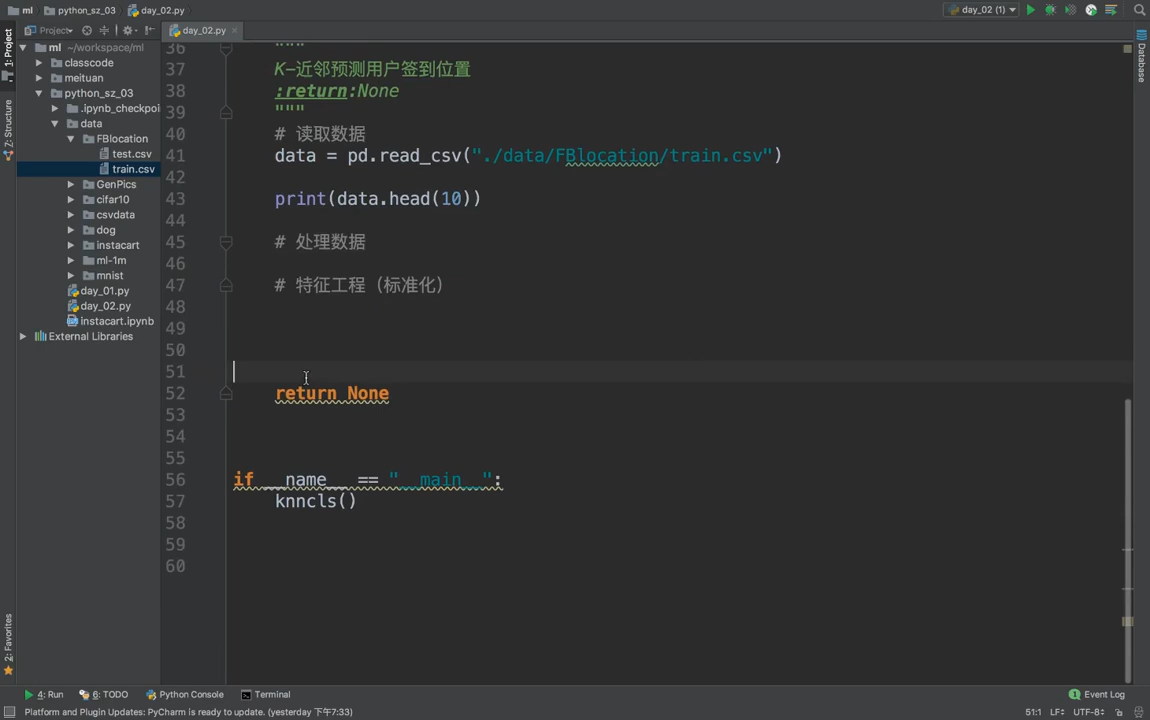 ml python_sz_03 day_02.py day_02 (1)
Project day_02.py
1: Project
Z: Structure
2: Favorites
Database
ml ~/workspace/ml
classcode
meituan
python_sz_03
.ipynb_checkpoi
data
FBlocation
test.csv
train.csv
GenPics
cifar10
csvdata
dog
instacart
ml-1m
mnist
day_01.py
day_02.py
instacart.ipynb
External Libraries
36 """
37 K-近邻预测用户签到位置
38 :return:None
39 """
40 # 读取数据
41 data = pd.read_csv("./data/FBlocation/train.csv")
42
43 print(data.head(10))
44
45 # 处理数据
46
47 # 特征工程（标准化）
48
49
50
51
52 return None
53
54
55
56 if __name__ == "__main__":
57 knncls()
58
59
60
4: Run 6: TODO Python Console Terminal 1 Event Log
Platform and Plugin Updates: PyCharm is ready to update. (yesterday 下午7:33) 51:1 LF÷ UTF-8÷